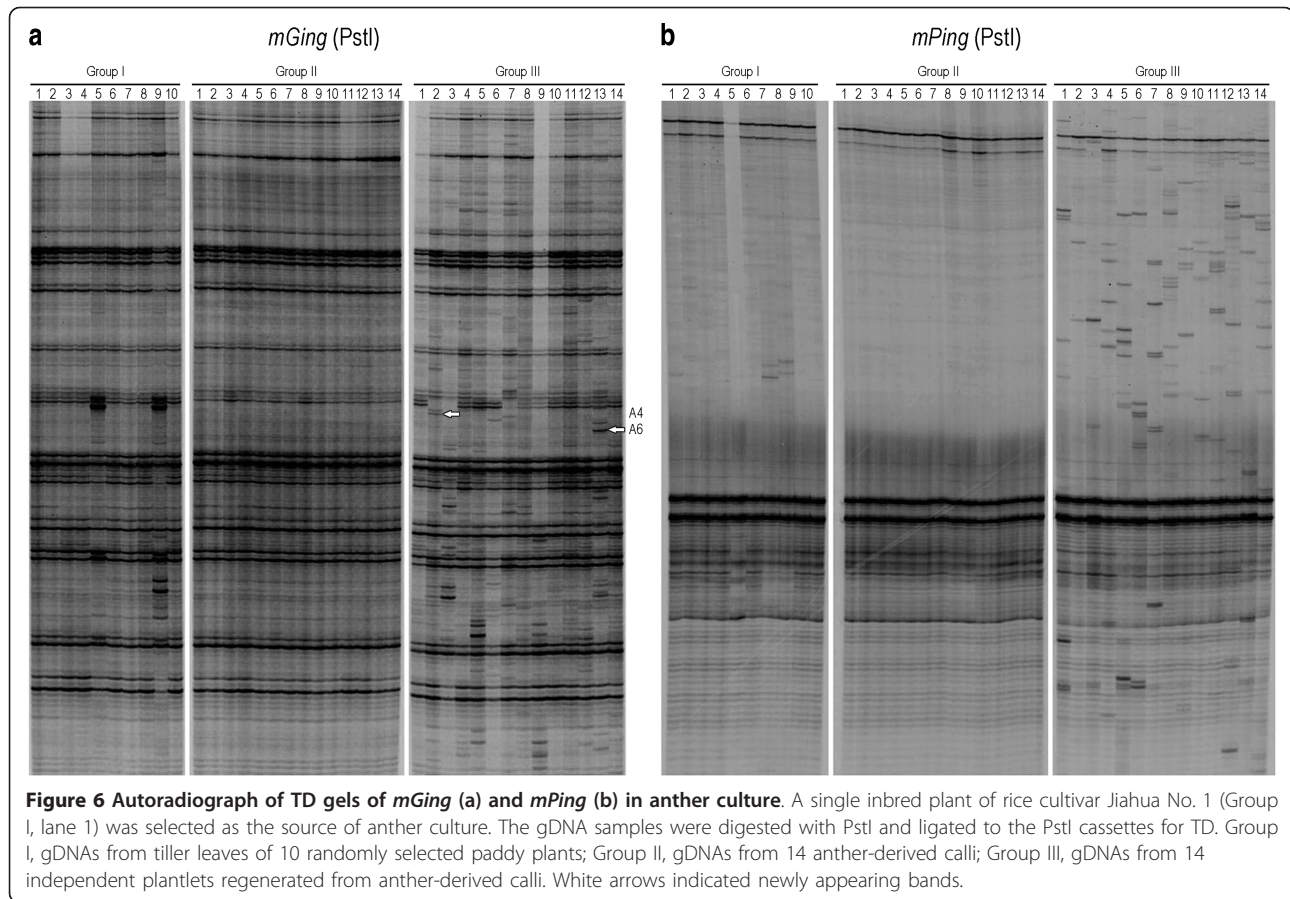 a
mGing (PstI)
Group I
Group II
Group III
1 2 3 4 5 6 7 8 9 10
1 2 3 4 5 6 7 8 9 10 11 12 13 14
1 2 3 4 5 6 7 8 9 10 11 12 13 14
A4
A6
b
mPing (PstI)
Group I
Group II
Group III
1 2 3 4 5 6 7 8 9 10
1 2 3 4 5 6 7 8 9 10 11 12 13 14
1 2 3 4 5 6 7 8 9 10 11 12 13 14
Figure 6 Autoradiograph of TD gels of mGing (a) and mPing (b) in anther culture. A single inbred plant of rice cultivar Jiahua No. 1 (Group
I, lane 1) was selected as the source of anther culture. The gDNA samples were digested with PstI and ligated to the PstI cassettes for TD. Group
I, gDNAs from tiller leaves of 10 randomly selected paddy plants; Group II, gDNAs from 14 anther-derived calli; Group III, gDNAs from 14
independent plantlets regenerated from anther-derived calli. White arrows indicated newly appearing bands.